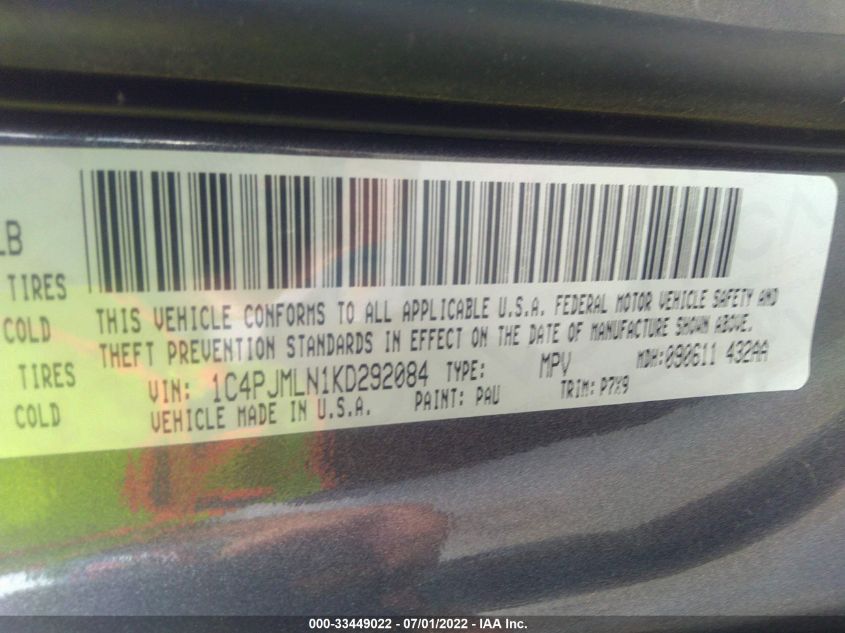 LB
TIRES
COLD
TIRES
COLD
THIS VEHICLE CONFORMS TO ALL APPLICABLE U.S.A. FEDERAL MOTOR VEHICLE SAFETY AND
THEFT PREVENTION STANDARDS IN EFFECT ON THE DATE OF MANUFACTURE SHOWN ABOVE.
VIN: 1C4PJMLN1KD292084 TYPE: MPV MDH:090611 432AA
VEHICLE MADE IN U.S.A. PAINT: PAU TRIM: P7X9
000-33449022 - 07/01/2022 - IAA Inc.